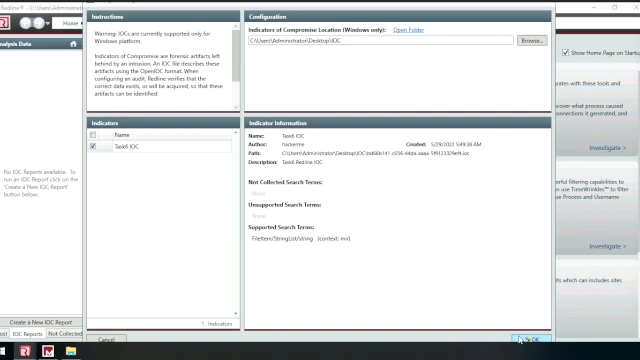 Redline® - C:\Users\Administrat
Home
Analysis Data
No IOC Reports available. To
run an IOC Report click on the
'Create a New IOC Report'
button below.
Create a New IOC Report
IOC Reports
Not Collected
Instructions
Warning: IOCs are currently supported only for
Windows platform.
Indicators of Compromise are forensic artifacts left
behind by an intrusion. An IOC file describes these
artifacts using the OpenIOC format. When
configuring an audit, Redline verifies that the
correct data exists, or will be acquired, so that
these artifacts can be identified.
Configuration
Indicators of Compromise Location (Windows only): Open Folder
C:\Users\Administrator\Desktop\IOC
Browse...
Indicators
Name
Task6 IOC
1 Indicators
Indicator Information
Name: Task6 IOC
Author: hackerme Created: 5/29/2022 5:49:38 AM
Description: Task6 Redline IOC
Not Collected Search Terms:
None
Unsupported Search Terms:
None
Supported Search Terms:
FileItem/StringList/string (context: mir)
Cancel
OK
Show Home Page on Startu
grates with these tools and
cover what process caused
connections it generated, and
Investigate >
erful filtering capabilities to
use TimeWrinkles™ to filter
ue Process and Username
Investigate >
ts which can includes sites